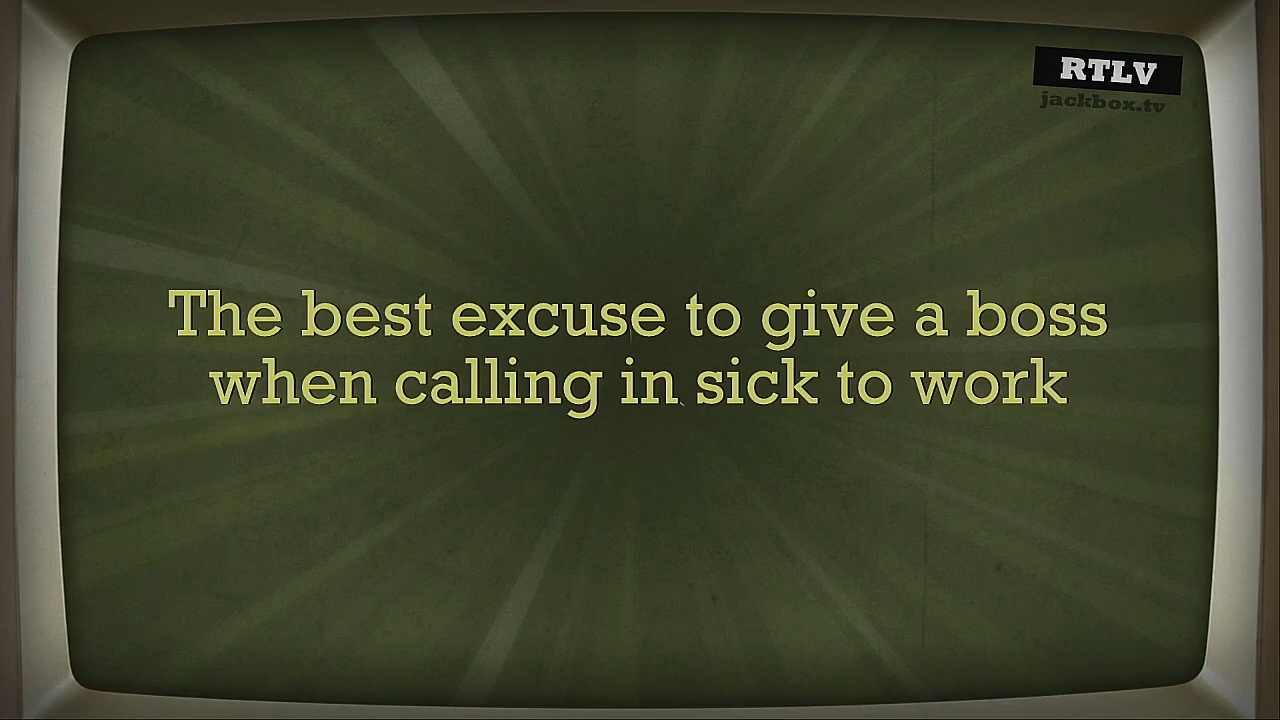 RTLV
jackbox.tv
The best excuse to give a boss
when calling in sick to work